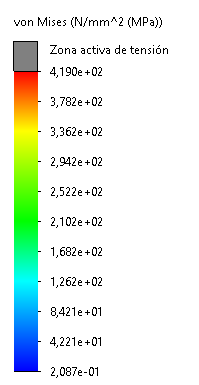 von Mises (N/mm^2 (MPa))
Zona activa de tensión
4,190e+02
3,782e+02
3,362e+02
2,942e+02
2,522e+02
2,102e+02
1,682e+02
1,262e+02
8,421e+01
4,221e+01
2,087e-01